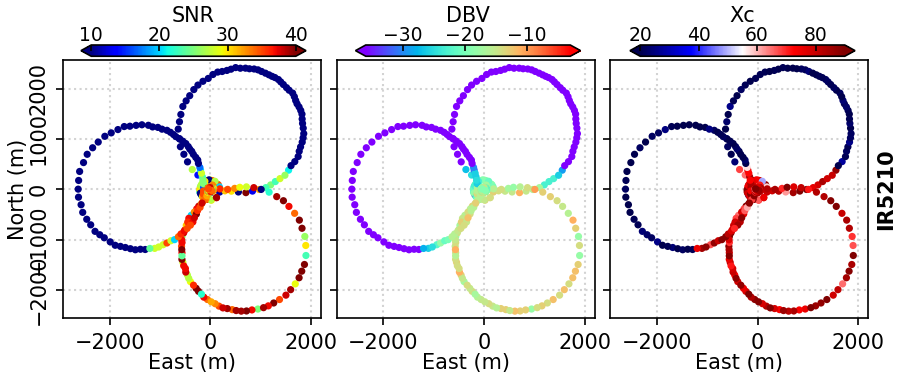 SNR DBV Xc
10 20 30 40 −30 −20 −10 20 40 60 80
North (m)
2000
1000
0
−1000
−2000
−2000 0 2000 −2000 0 2000 −2000 0 2000
East (m) East (m) East (m)
IR5210